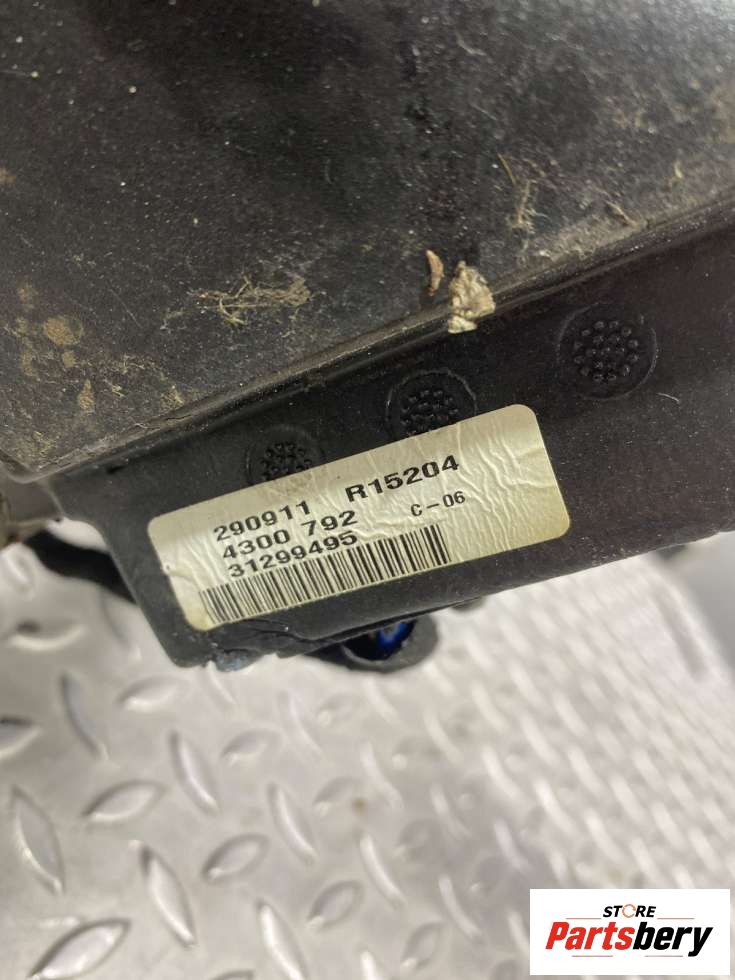 290911 R15204
4300 792 C-06
31299495
STORE
Partsbery